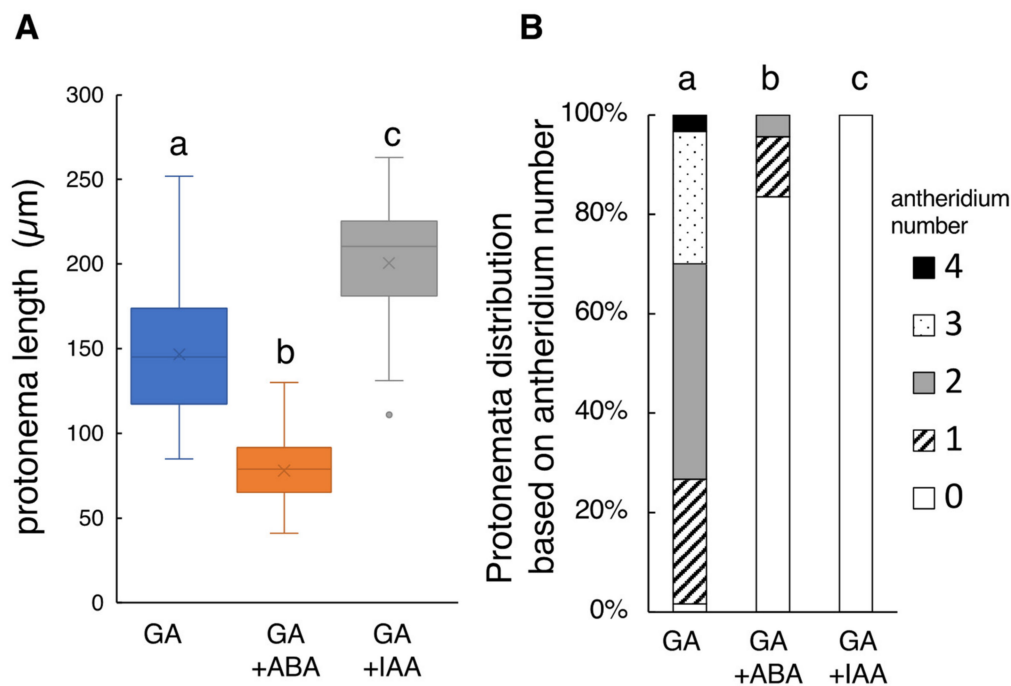 A
B
300
250
200
150
100
50
0
protonema length (µm)
a
b
c
GA
GA
+ABA
GA
+IAA
Protonemata distribution
based on antheridium number
100%
80%
60%
40%
20%
0%
a
b
c
GA
GA
+ABA
GA
+IAA
antheridium
number
4
3
2
1
0